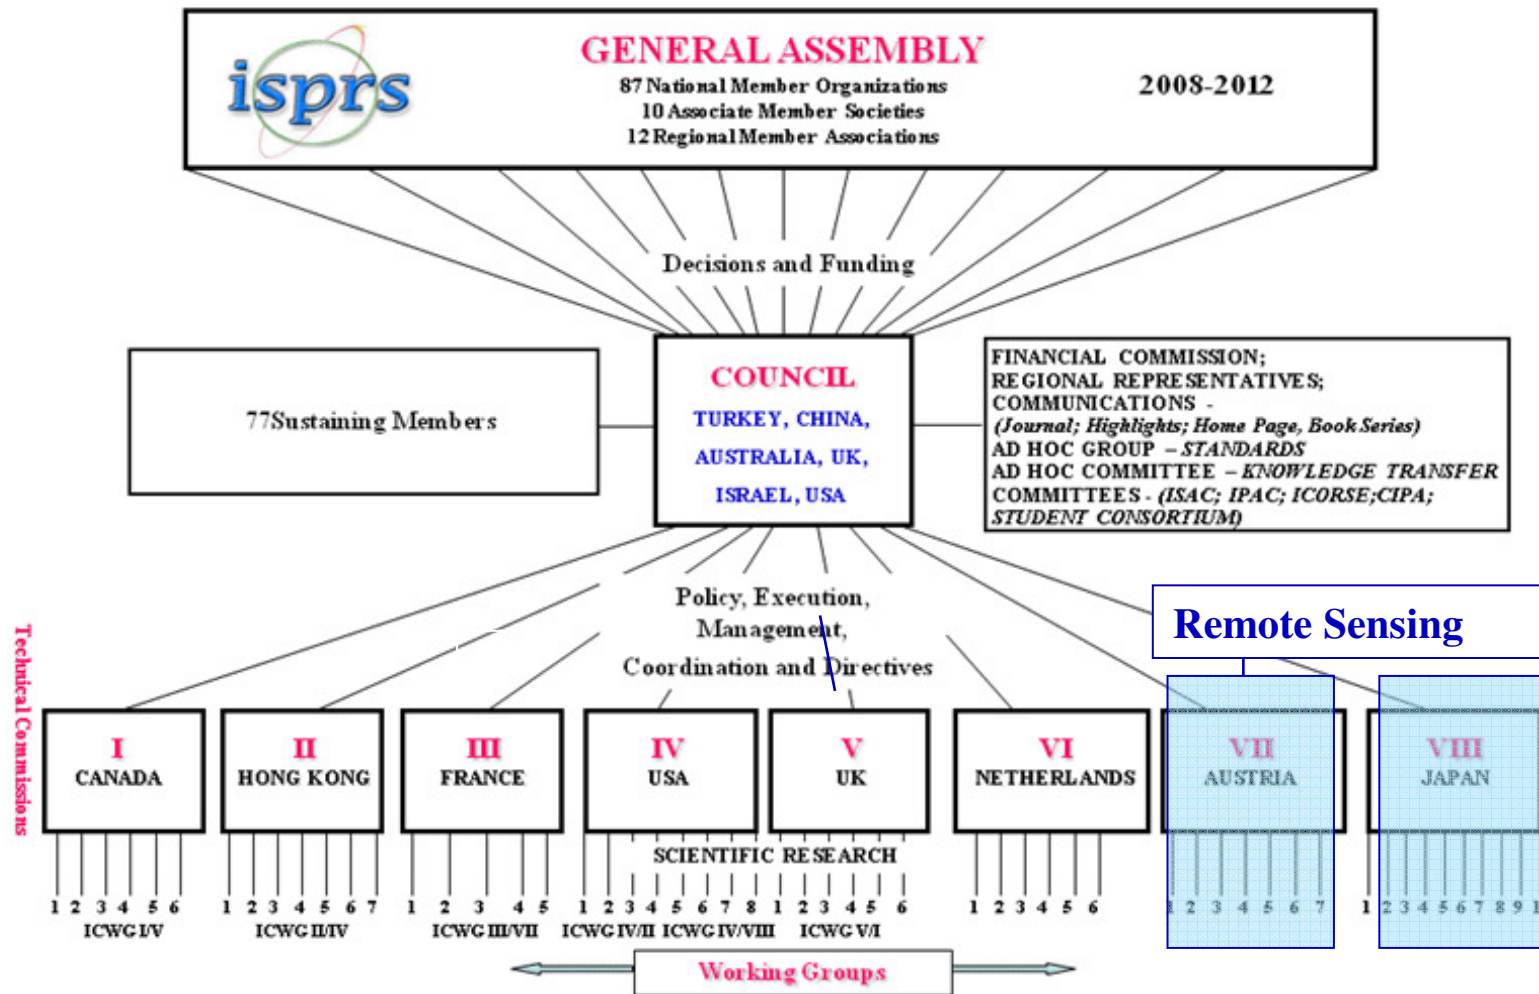 isprs
GENERAL ASSEMBLY
87 National Member Organizations
10 Associate Member Societies
12 Regional Member Associations
2008-2012
Decisions and Funding
77Sustaining Members
COUNCIL
TURKEY, CHINA,
AUSTRALIA, UK,
ISRAEL, USA
FINANCIAL COMMISSION;
REGIONAL REPRESENTATIVES;
COMMUNICATIONS -
(Journal; Highlights; Home Page, Book Series)
AD HOC GROUP – STANDARDS
AD HOC COMMITTEE – KNOWLEDGE TRANSFER
COMMITTEES - (ISAC; IPAC; ICORSE;CIPA;
STUDENT CONSORTIUM)
Policy, Execution,
Management,
Coordination and Directives
Remote Sensing
Technical Commissions
I
CANADA
II
HONG KONG
III
FRANCE
IV
USA
V
UK
VI
NETHERLANDS
VII
AUSTRIA
VIII
JAPAN
SCIENTIFIC RESEARCH
1 2 3 4 5 6
1 2 3 4 5 6 7
1 2 3 4 5
1 2 3 4 5 6 7 8
1 2 3 4 5 6
1 2 3 4 5 6
1 2 3 4 5 6 7
1 2 3 4 5 6 7 8 9 1
ICWG I/V
ICWG II/IV
ICWG III/VII
ICWG IV/II ICWG IV/VIII
ICWG V/I
Working Groups